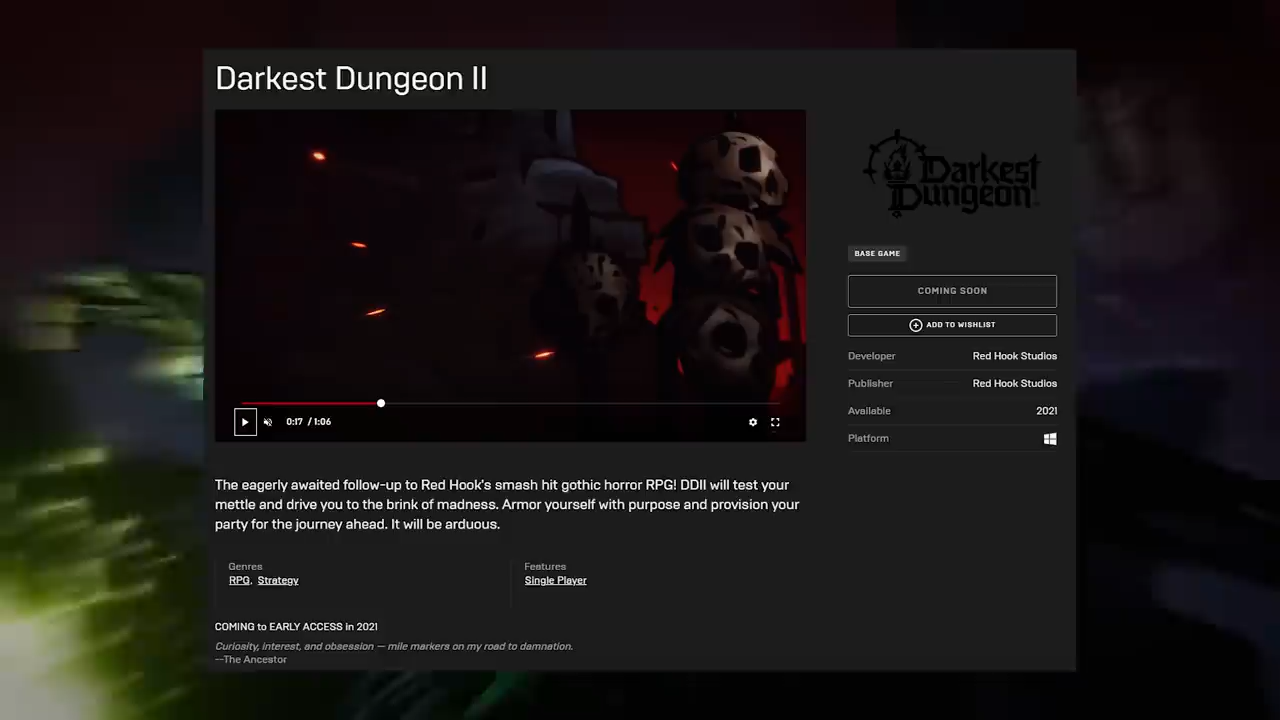 Darkest Dungeon II
Darkest
Dungeon
BASE GAME
COMING SOON
ADD TO WISHLIST
Developer Red Hook Studios
Publisher Red Hook Studios
Available 2021
Platform
0:17 / 1:06
The eagerly awaited follow-up to Red Hook's smash hit gothic horror RPG! DDII will test your
mettle and drive you to the brink of madness. Armor yourself with purpose and provision your
party for the journey ahead. It will be arduous.
Genres
RPG, Strategy
Features
Single Player
COMING to EARLY ACCESS in 2021
Curiosity, interest, and obsession — mile markers on my road to damnation.
--The Ancestor